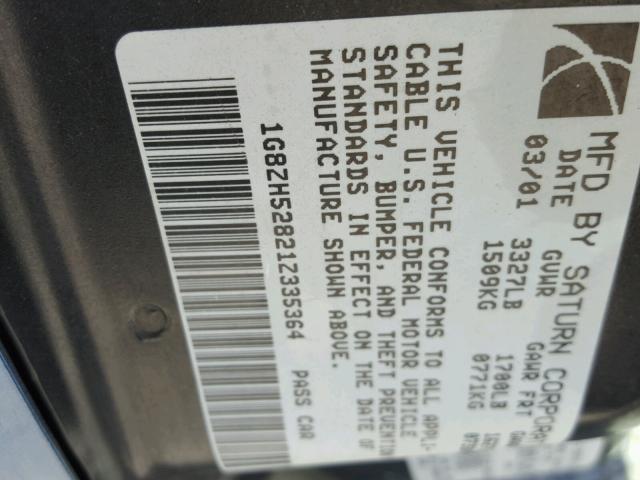 MFD BY SATURN CORPORA
DATE GVWR GAWR FRT
03/01 3327LB 1700LB
1509KG 0771KG
THIS VEHICLE CONFORMS TO ALL APPLI-
CABLE U.S. FEDERAL MOTOR VEHICLE
SAFETY, BUMPER, AND THEFT PREVENTION
STANDARDS IN EFFECT ON THE DATE OF
MANUFACTURE SHOWN ABOVE.
1G8ZH52821Z335364 PASS CAR